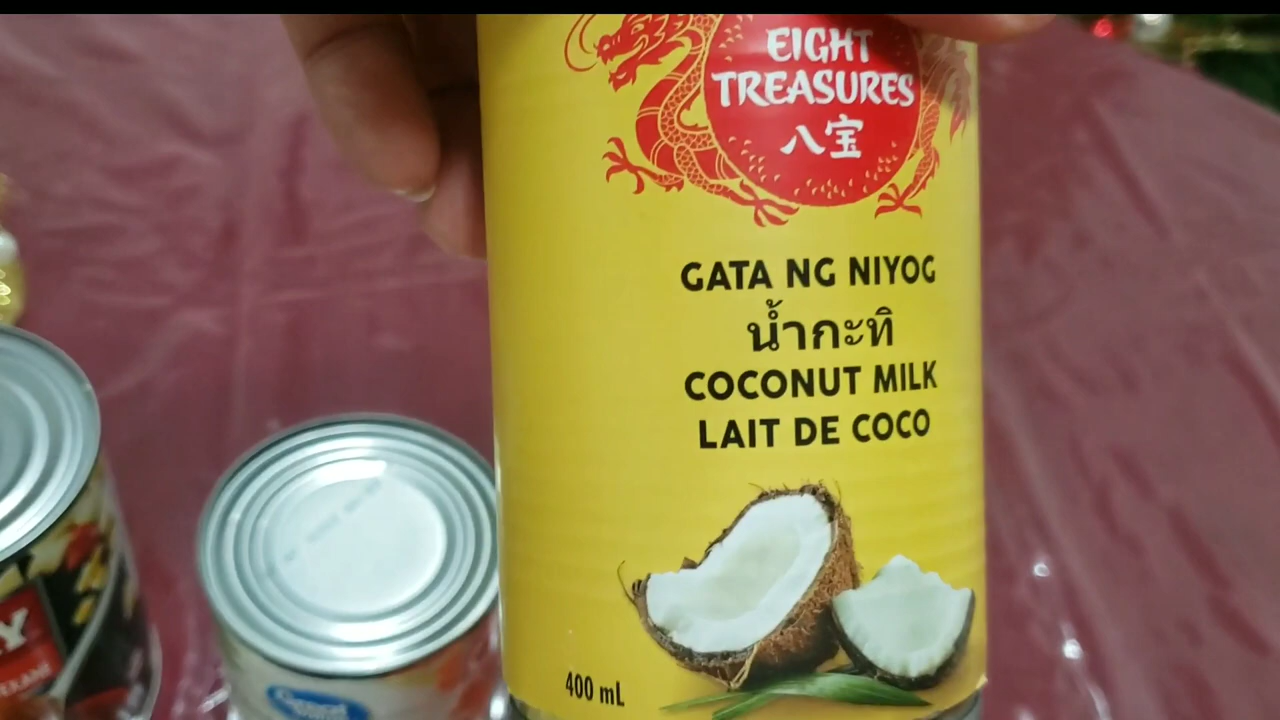 EIGHT
TREASURES
八宝
GATA NG NIYOG
น้ำกะทิ
COCONUT MILK
LAIT DE COCO
400 mL